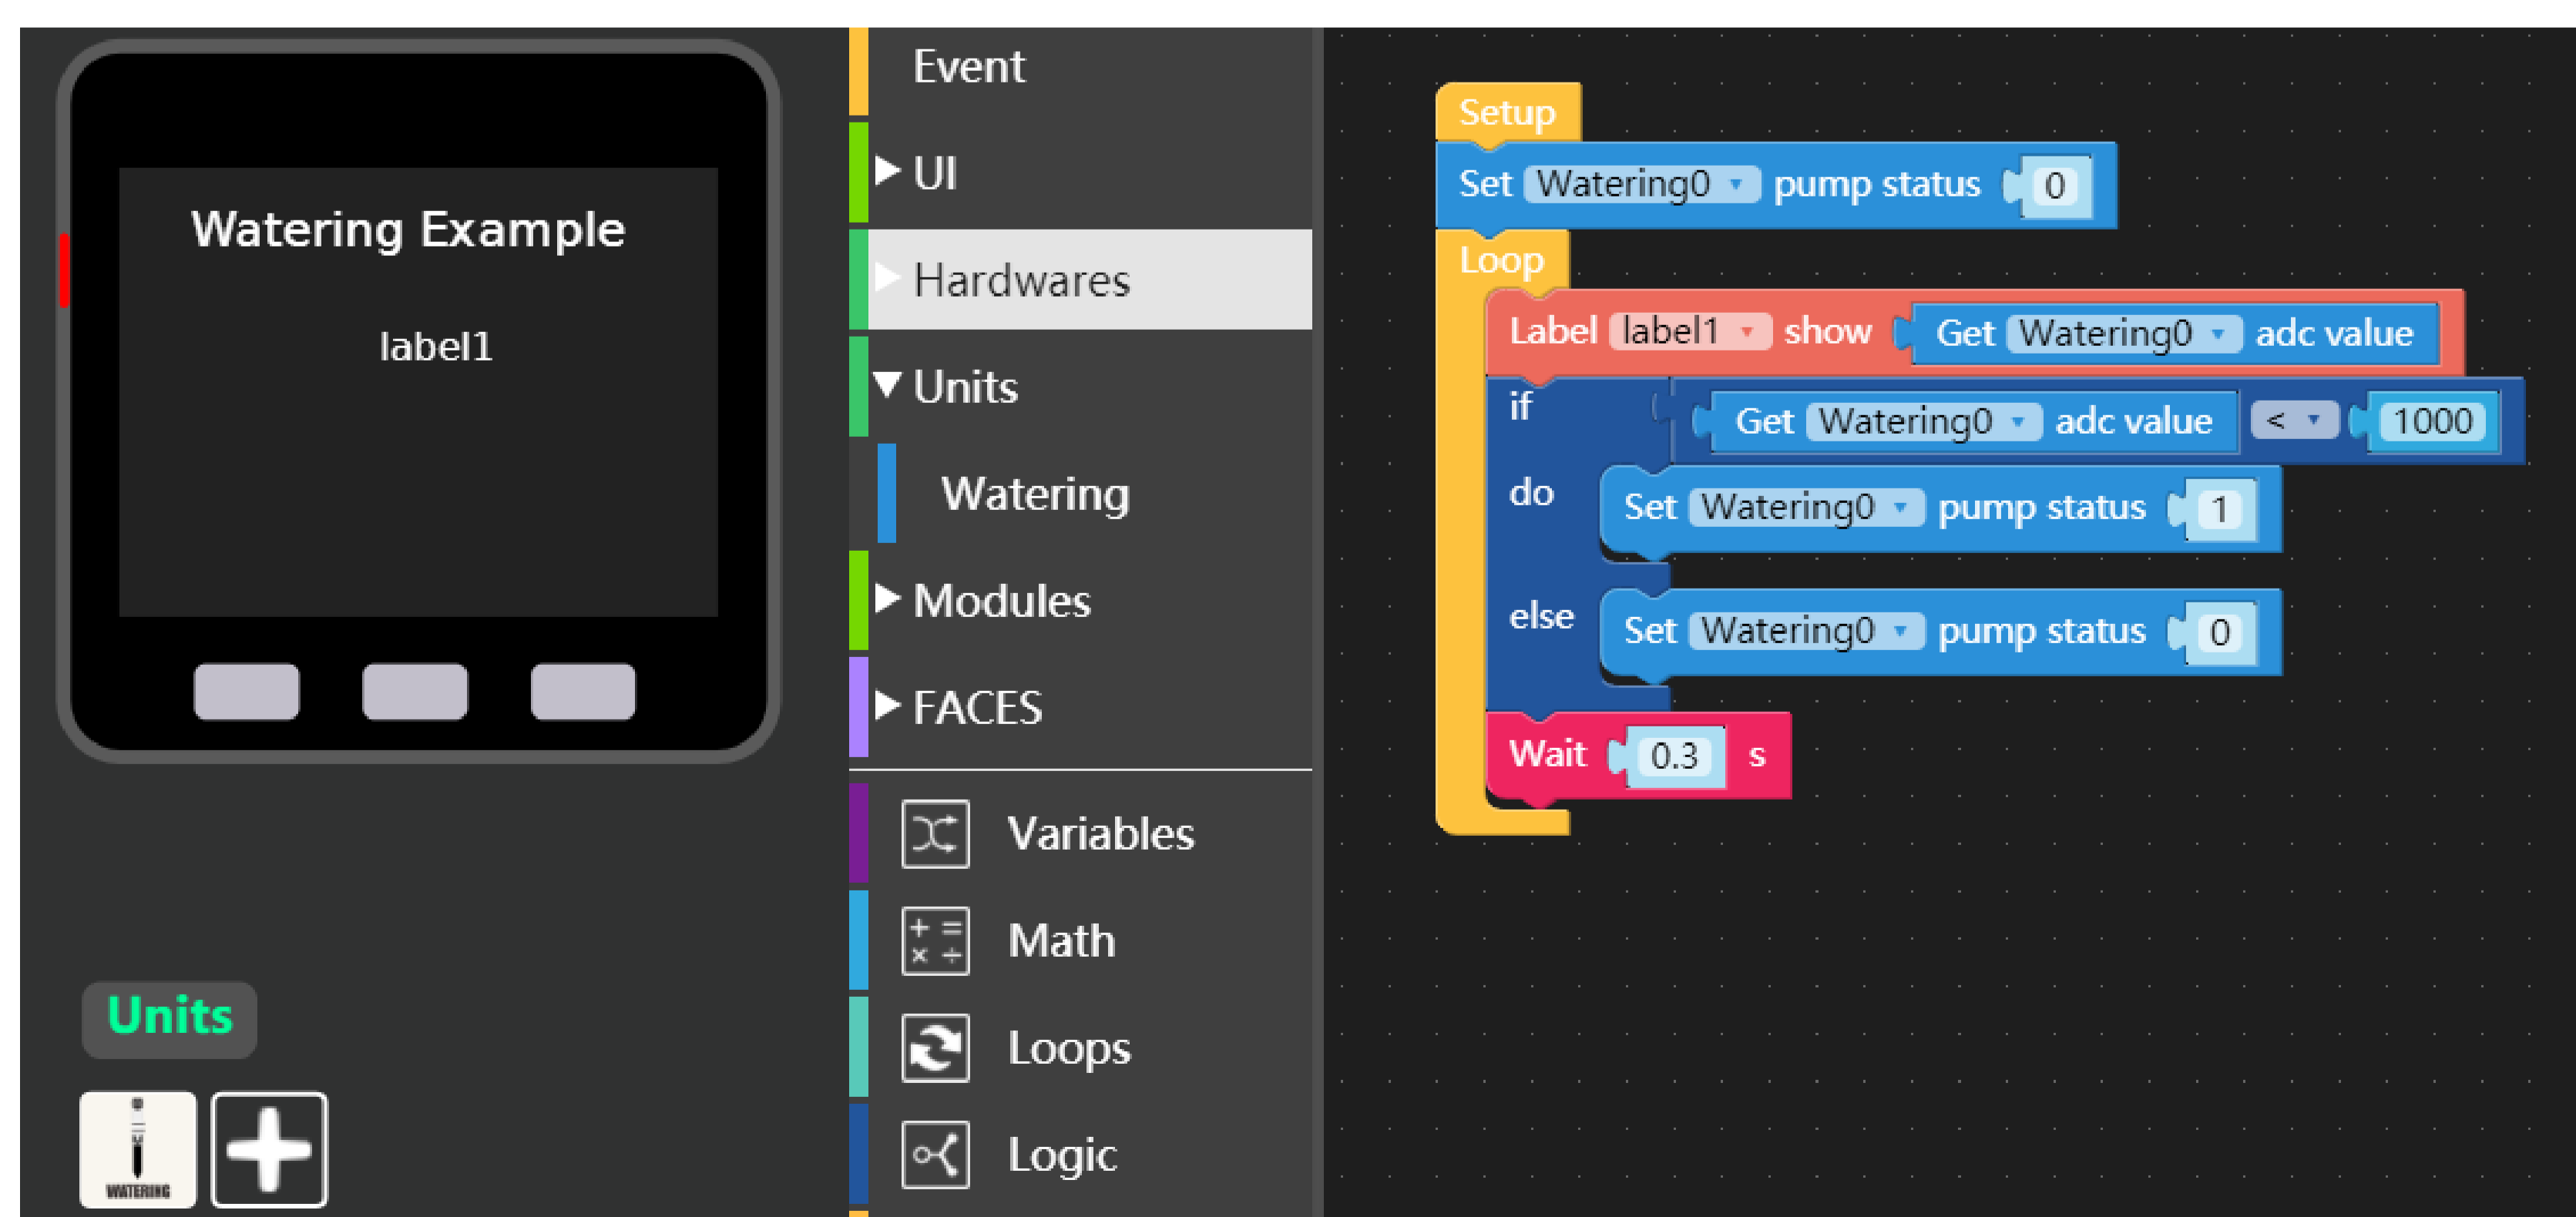 Watering Example
label1
Units
WATERING
Event
UI
Hardwares
Units
Watering
Modules
FACES
Variables
Math
Loops
Logic
Setup
Set Watering0 pump status 0
Loop
Label label1 show Get Watering0 adc value
if Get Watering0 adc value < 1000
do Set Watering0 pump status 1
else Set Watering0 pump status 0
Wait 0.3 s